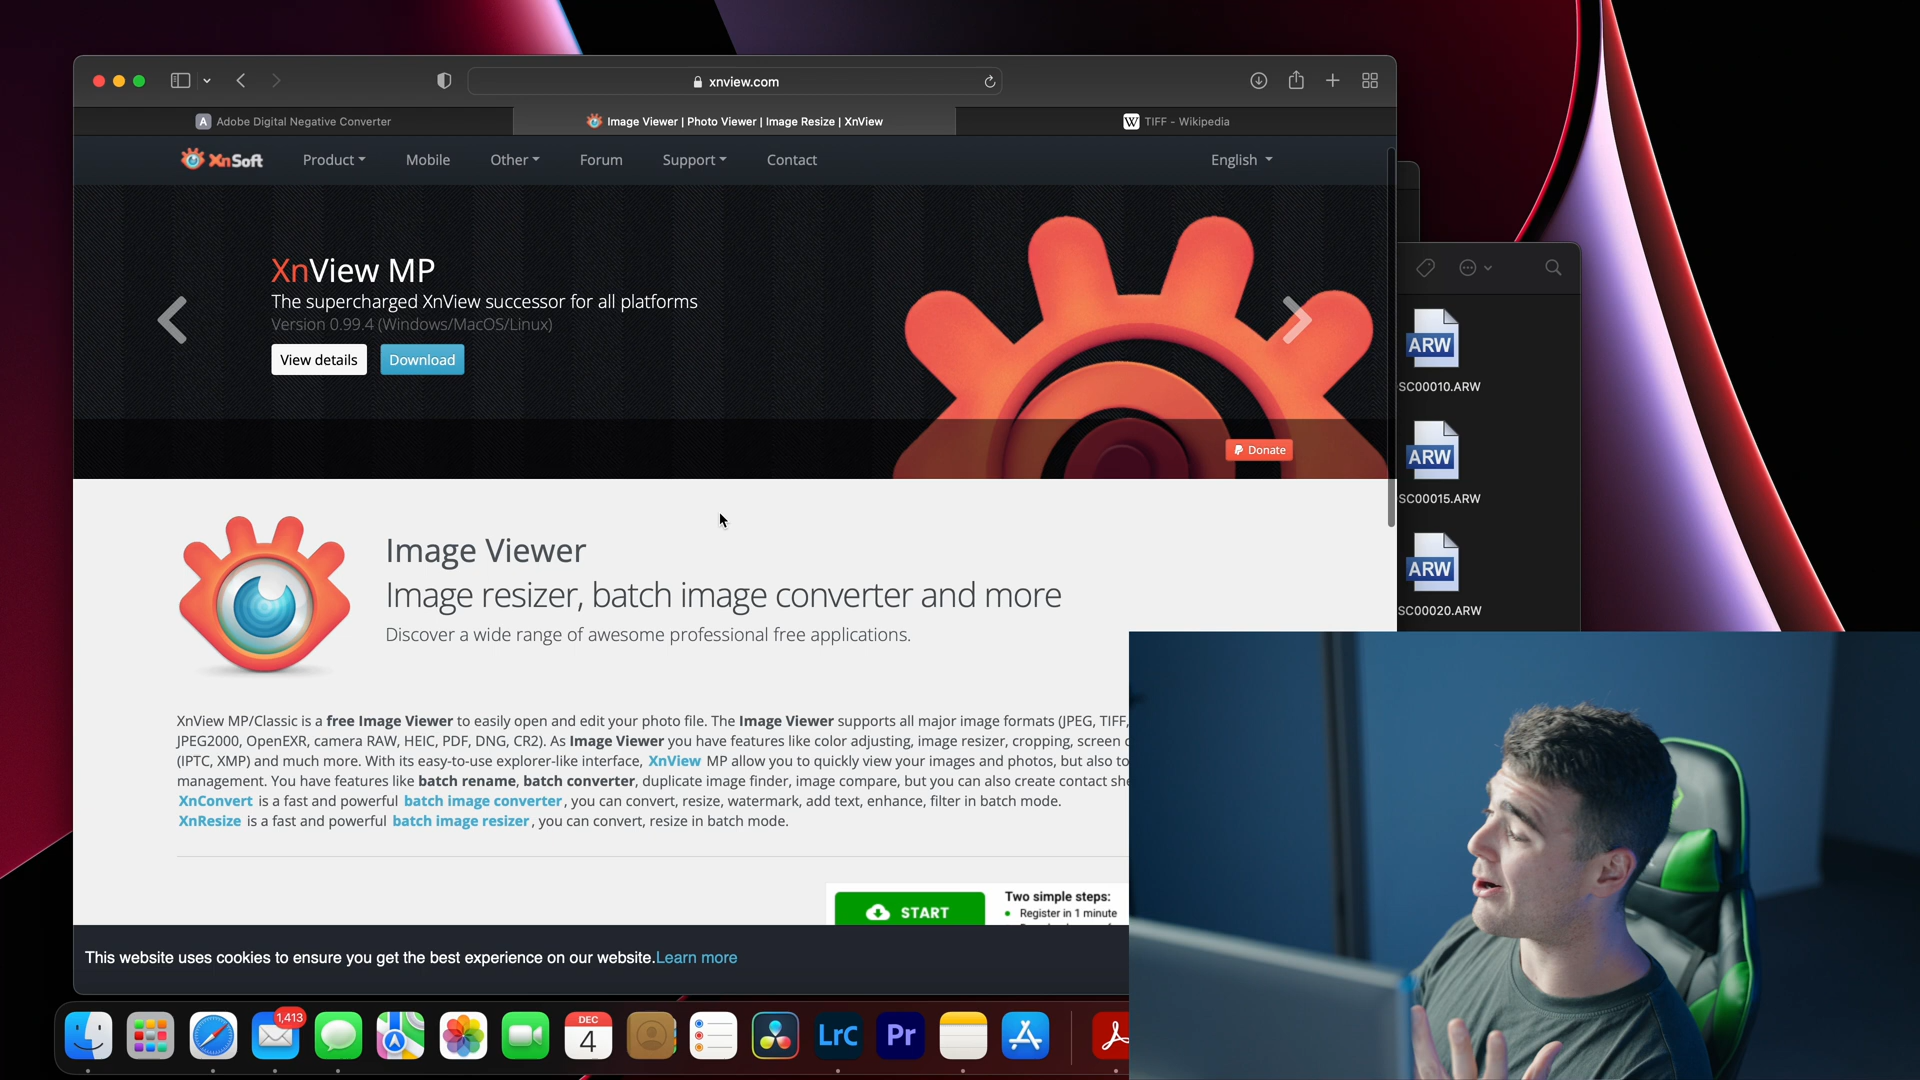 xnview.com
Adobe Digital Negative Converter
Image Viewer | Photo Viewer | Image Resize | XnView
W TIFF - Wikipedia
XnSoft
Product
Mobile
Other
Forum
Support
Contact
English
XnView MP
The supercharged XnView successor for all platforms
Version 0.99.4 (Windows/MacOS/Linux)
View details
Download
Donate
ARW
SC00010.ARW
ARW
SC00015.ARW
ARW
SC00020.ARW
Image Viewer
Image resizer, batch image converter and more
Discover a wide range of awesome professional free applications.
XnView MP/Classic is a free Image Viewer to easily open and edit your photo file. The Image Viewer supports all major image formats (JPEG, TIFF,
JPEG2000, OpenEXR, camera RAW, HEIC, PDF, DNG, CR2). As Image Viewer you have features like color adjusting, image resizer, cropping, screen
(IPTC, XMP) and much more. With its easy-to-use explorer-like interface, XnView MP allow you to quickly view your images and photos, but also to
management. You have features like batch rename, batch converter, duplicate image finder, image compare, but you can also create contact
XnConvert is a fast and powerful batch image converter, you can convert, resize, watermark, add text, enhance, filter in batch mode.
XnResize is a fast and powerful batch image resizer, you can convert, resize in batch mode.
START
Two simple steps:
Register in 1 minute
This website uses cookies to ensure you get the best experience on our website.Learn more
1,413
DEC
4
LrC
Pr